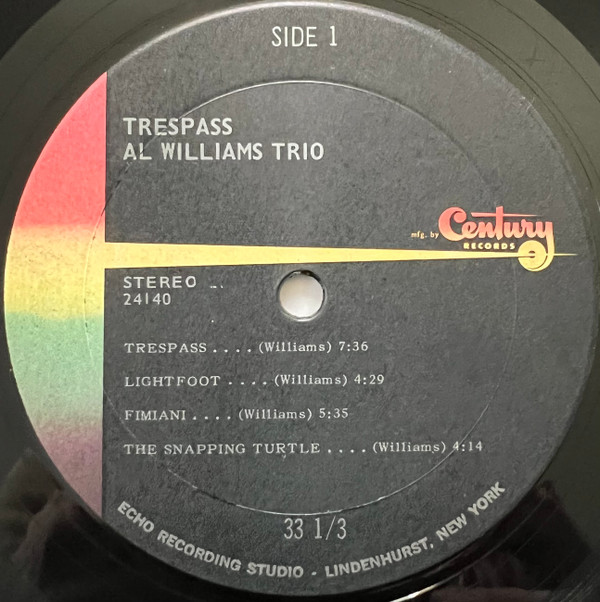 SIDE 1
TRESPASS
AL WILLIAMS TRIO
mfg. by Century
RECORDS
STEREO
24140
TRESPASS . . . . (Williams) 7:36
LIGHTFOOT . . . . (Williams) 4:29
FIMIANI . . . . (Williams) 5:35
THE SNAPPING TURTLE . . . . (Williams) 4:14
33 1/3
ECHO RECORDING STUDIO - LINDENHURST, NEW YORK